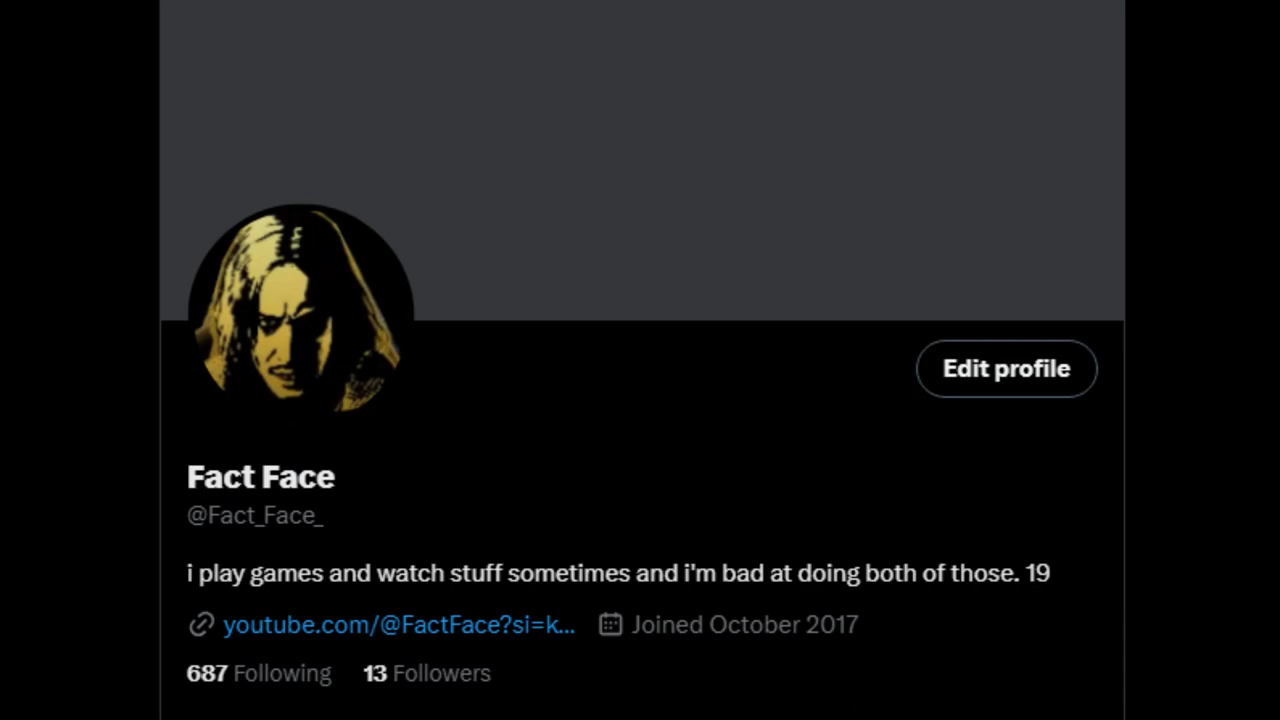 Edit profile
Fact Face
@Fact_Face_
i play games and watch stuff sometimes and i'm bad at doing both of those. 19
youtube.com/@FactFace?si=k... Joined October 2017
687 Following 13 Followers